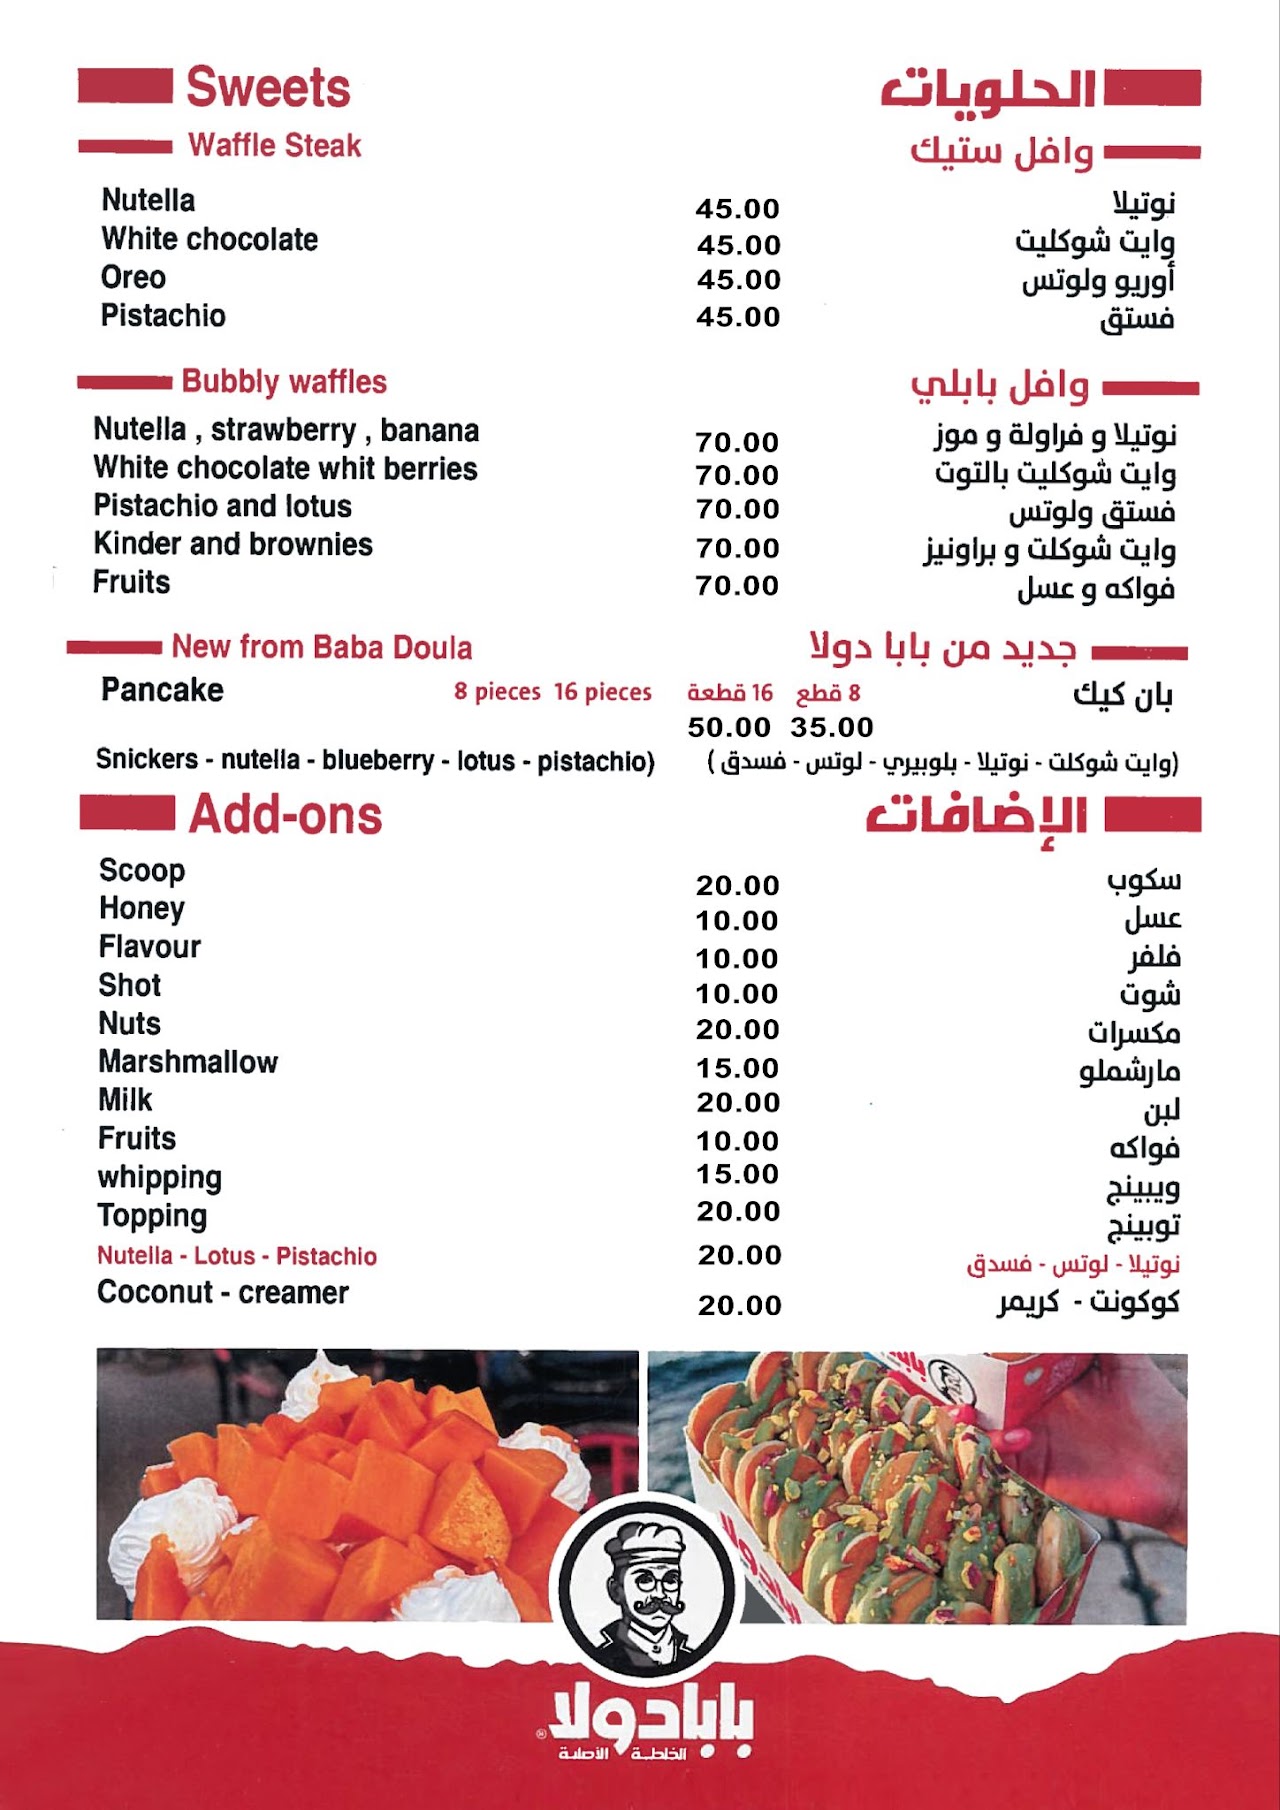 Sweets الحلويات
Waffle Steak وافل ستيك
Nutella 45.00 نوتيلا
White chocolate 45.00 وايت شوكليت
Oreo 45.00 أوريو ولوتس
Pistachio 45.00 فستق
Bubbly waffles وافل بابلي
Nutella , strawberry , banana 70.00 نوتيلا و فراولة و موز
White chocolate whit berries 70.00 وايت شوكليت بالتوت
Pistachio and lotus 70.00 فستق ولوتس
Kinder and brownies 70.00 وايت شوكلت و براونيز
Fruits 70.00 فواكه و عسل
New from Baba Doula جديد من بابا دولا
Pancake 8 pieces 16 pieces 16 قطعة 8 قطع بان كيك
50.00 35.00
Snickers - nutella - blueberry - lotus - pistachio) (وايت شوكلت - نوتيلا - بلوبيري - لوتس - فسدق )
Add-ons الإضافات
Scoop 20.00 سكوب
Honey 10.00 عسل
Flavour 10.00 فلفر
Shot 10.00 شوت
Nuts 20.00 مكسرات
Marshmallow 15.00 مارشملو
Milk 20.00 لبن
Fruits 10.00 فواكه
whipping 15.00 ويبينج
Topping 20.00 توبينج
Nutella - Lotus - Pistachio 20.00 نوتيلا - لوتس - فسدق
Coconut - creamer 20.00 كوكونت - كريمر
بابادولا
بابادولا
الخلطة الأصلية